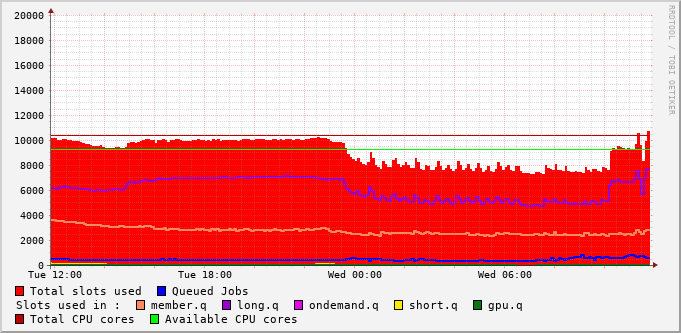 20000
18000
16000
14000
12000
10000
8000
6000
4000
2000
0
Tue 12:00 Tue 18:00 Wed 00:00 Wed 06:00
RRDTOOL / TOBI OETIKER
Total slots used Queued Jobs
Slots used in : member.q long.q ondemand.q short.q gpu.q
Total CPU cores Available CPU cores